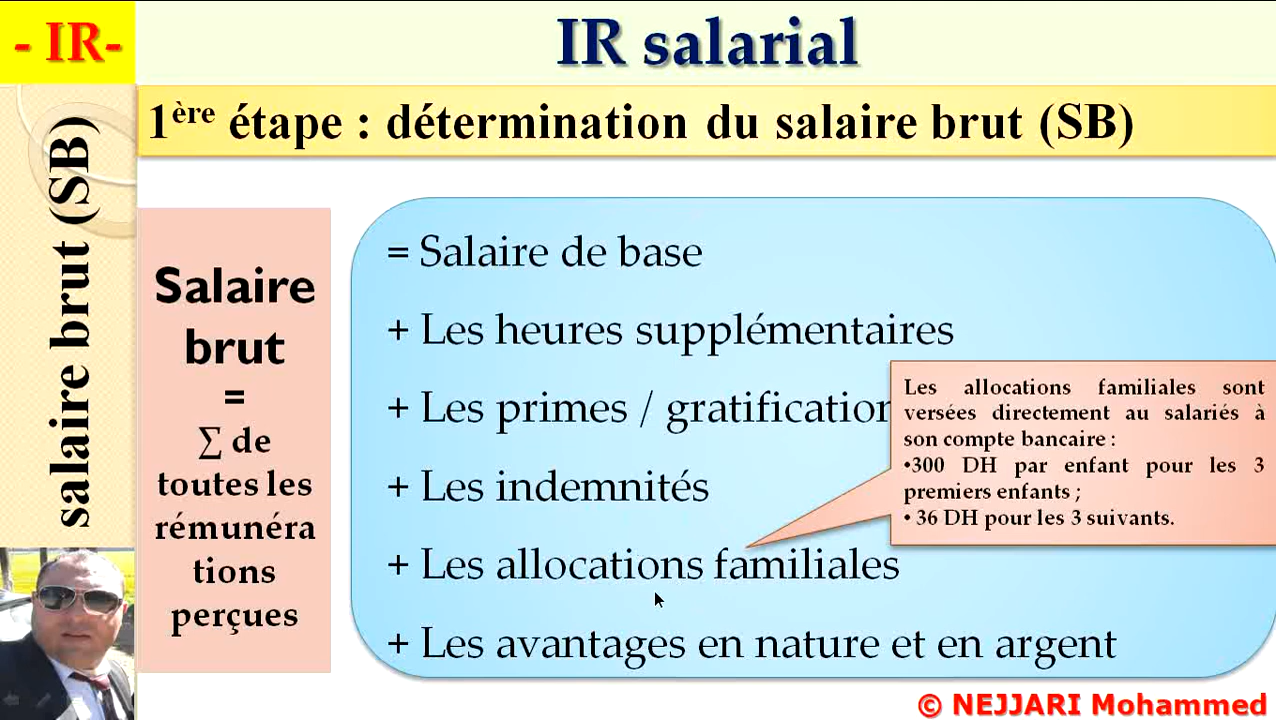 - IR-
IR salarial
1ère étape : détermination du salaire brut (SB)
salaire brut (SB)
Salaire
brut
=
∑ de
toutes les
rémunéra
tions
perçues
= Salaire de base
+ Les heures supplémentaires
+ Les primes / gratification
+ Les indemnités
+ Les allocations familiales
+ Les avantages en nature et en argent
Les allocations familiales sont
versées directement au salariés à
son compte bancaire :
•300 DH par enfant pour les 3
premiers enfants ;
• 36 DH pour les 3 suivants.
© NEJJARI Mohammed